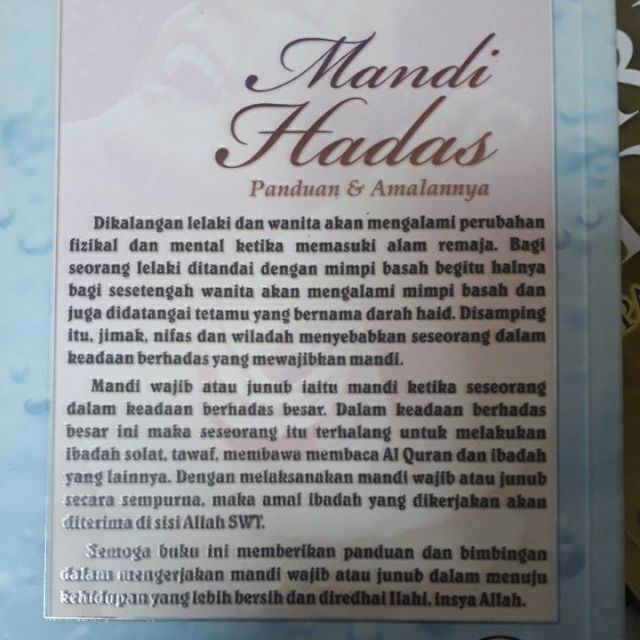 Mandi
Hadas
Panduan & Amalannya
Dikalangan lelaki dan wanita akan mengalami perubahan
fizikal dan mental ketika memasuki alam remaja. Bagi
seorang lelaki ditandai dengan mimpi basah begitu halnya
bagi sesetengah wanita akan mengalami mimpi basah dan
juga didatangai tetamu yang bernama darah haid. Disamping
itu, jimak, nifas dan wiladah menyebabkan seseorang dalam
keadaan berhadas yang mewajibkan mandi.
Mandi wajib atau junub iaitu mandi ketika seseorang
dalam keadaan berhadas besar. Dalam keadaan berhadas
besar ini maka seseorang itu terhalang untuk melakukan
ibadah solat, tawaf, membawa membaca Al Quran dan ibadah
yang lainnya. Dengan melaksanakan mandi wajib atau junub
secara sempurna, maka amal ibadah yang dikerjakan akan
diterima di sisi Allah SWT.
Semoga buku ini memberikan panduan dan bimbingan
dalam mengerjakan mandi wajib atau junub dalam menuju
kehidupan yang lebih bersih dan diredhai Ilahi, insya Allah.